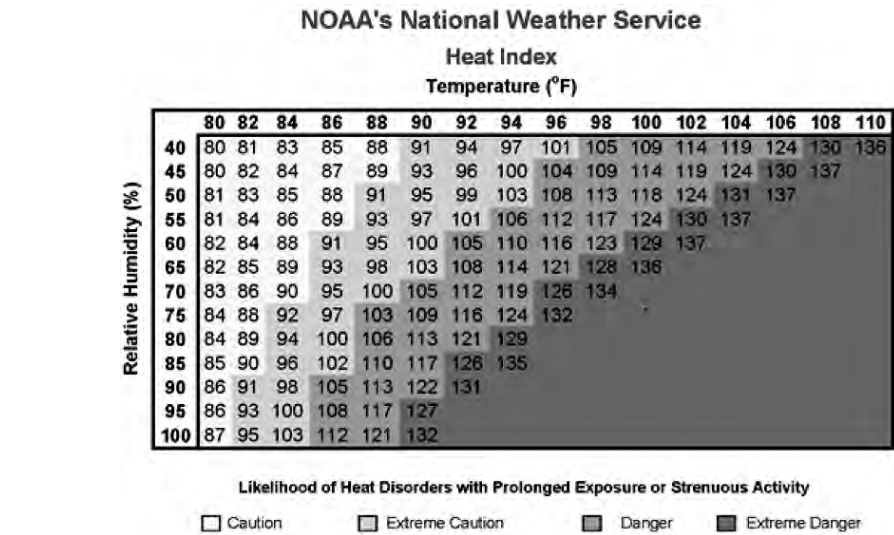 NOAA's National Weather Service
Heat Index
Temperature (°F)
80 82 84 86 88 90 92 94 96 98 100 102 104 106 108 110
40 80 81 83 85 88 91 94 97 101 105 109 114 119 124 130 136
45 80 82 84 87 89 93 96 100 104 109 114 119 124 130 137
50 81 83 85 88 91 95 99 103 108 113 118 124 131 137
55 81 84 86 89 93 97 101 106 112 117 124 130 137
60 82 84 88 91 95 100 105 110 116 123 129 137
65 82 85 89 93 98 103 108 114 121 128 136
70 83 86 90 95 100 105 112 119 126 134
75 84 88 92 97 103 109 116 124 132
80 84 89 94 100 106 113 121 129
85 85 90 96 102 110 117 126 135
90 86 91 98 105 113 122 131
95 86 93 100 108 117 127
100 87 95 103 112 121 132
Relative Humidity (%)
Likelihood of Heat Disorders with Prolonged Exposure or Strenuous Activity
Caution Extreme Caution Danger Extreme Danger